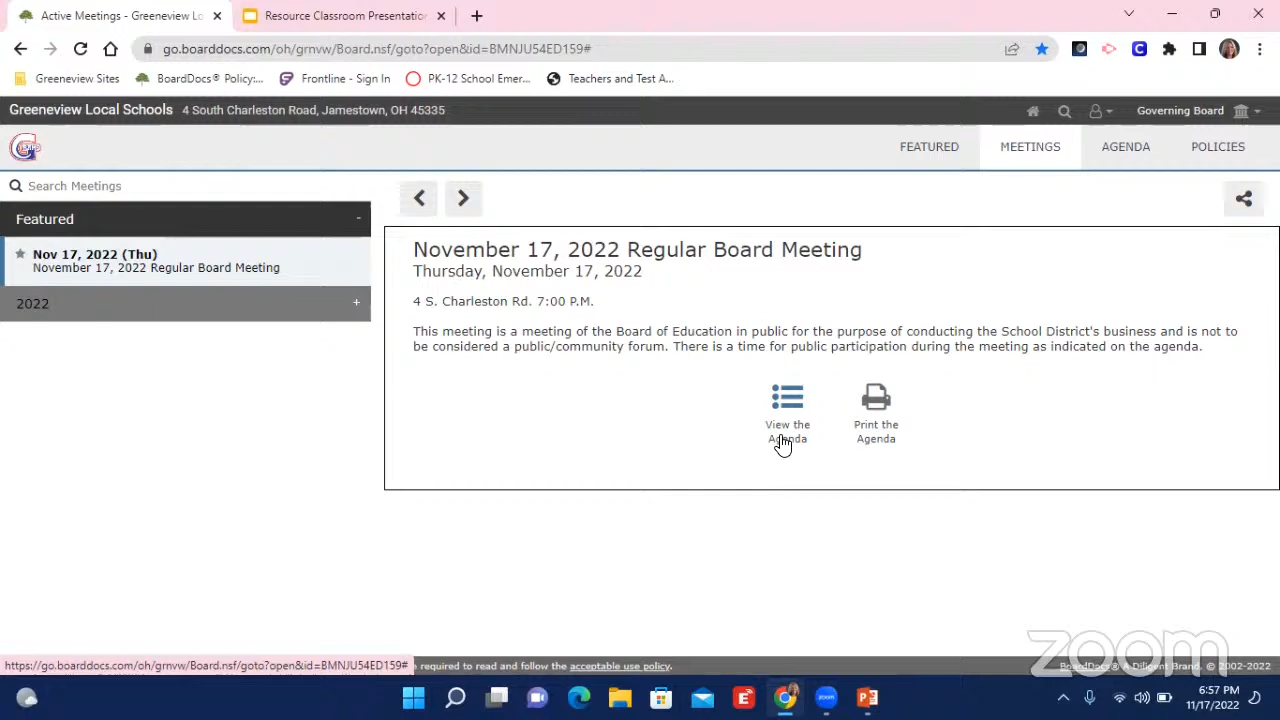 Active Meetings - Greeneview Lo
Resource Classroom Presentation
go.boarddocs.com/oh/grnvw/Board.nsf/goto?open&id=BMNJU54ED159#
Greeneview Sites
BoardDocs® Policy:...
Frontline - Sign In
PK-12 School Emer...
Teachers and Test A...
Greeneview Local Schools 4 South Charleston Road, Jamestown, OH 45335
Governing Board
FEATURED
MEETINGS
AGENDA
POLICIES
Search Meetings
Featured -
Nov 17, 2022 (Thu)
November 17, 2022 Regular Board Meeting
2022 +
November 17, 2022 Regular Board Meeting
Thursday, November 17, 2022
4 S. Charleston Rd. 7:00 P.M.
This meeting is a meeting of the Board of Education in public for the purpose of conducting the School District's business and is not to
be considered a public/community forum. There is a time for public participation during the meeting as indicated on the agenda.
View the
Agenda
Print the
Agenda
zoom
https://go.boarddocs.com/oh/grnvw/Board.nsf/goto?open&id=BMNJU54ED159#
required to read and follow the acceptable use policy.
BoardDocs® A Diligent Brand. © 2002-2022
6:57 PM
11/17/2022